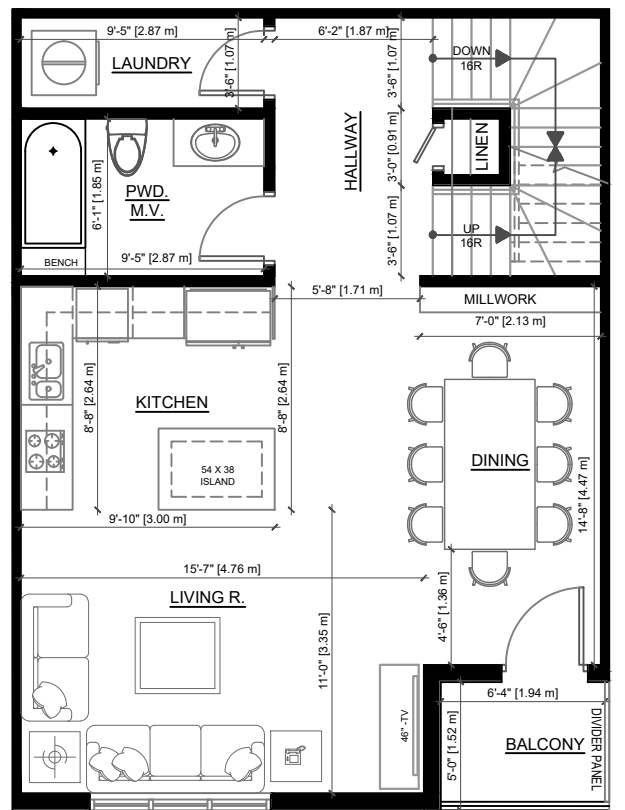 9'-5" [2.87 m]
6'-2" [1.87 m]
LAUNDRY
3'-6" [1.07 m]
3'-6" [1.07 m]
DOWN
16R
HALLWAY
3'-0" [0.91 m]
LINEN
6'-1" [1.85 m]
PWD.
M.V.
3'-6" [1.07 m]
UP
16R
BENCH
9'-5" [2.87 m]
5'-8" [1.71 m]
MILLWORK
7'-0" [2.13 m]
8'-8" [2.64 m]
KITCHEN
8'-8" [2.64 m]
54 X 38
ISLAND
DINING
14'-8" [4.47 m]
9'-10" [3.00 m]
15'-7" [4.76 m]
LIVING R.
4'-6" [1.36 m]
11'-0" [3.35 m]
46" -TV
6'-4" [1.94 m]
5'-0" [1.52 m]
BALCONY
DIVIDER PANEL